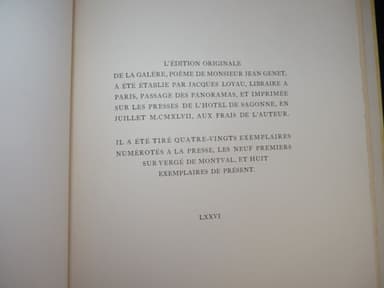 L'ÉDITION ORIGINALE
DE LA GALÈRE, POÈME DE MONSIEUR JEAN GENET,
A ÉTÉ ÉTABLIE PAR JACQUES LOYAU, LIBRAIRE A
PARIS, PASSAGE DES PANORAMAS, ET IMPRIMÉE
SUR LES PRESSES DE L'HOTEL DE SAGONNE, EN
JUILLET M.CMXLVII, AUX FRAIS DE L'AUTEUR.
IL A ÉTÉ TIRÉ QUATRE-VINGTS EXEMPLAIRES
NUMÉROTÉS A LA PRESSE, LES NEUF PREMIERS
SUR VERGÉ DE MONTVAL, ET HUIT
EXEMPLAIRES DE PRÉSENT.
LXXVI